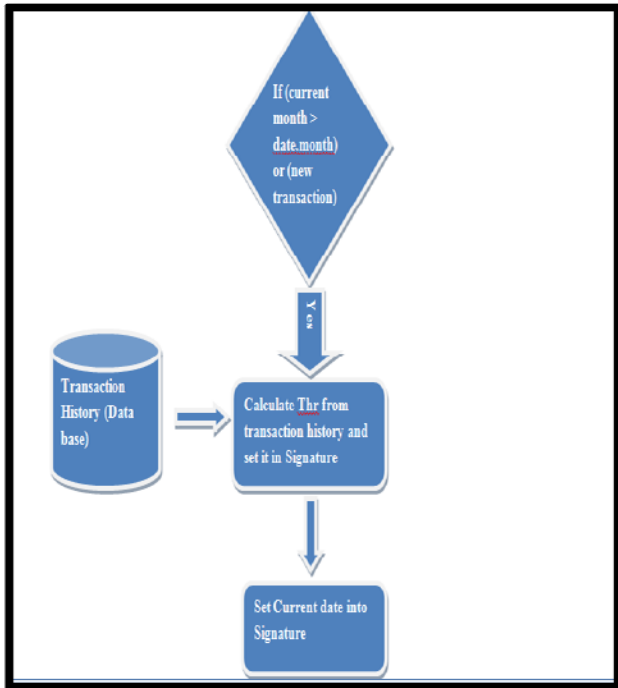 If (current
month >
date.month)
or (new
transaction)
Yes
Transaction
History (Data
base)
Calculate Thr from
transaction history and
set it in Signature
Set Current date into
Signature